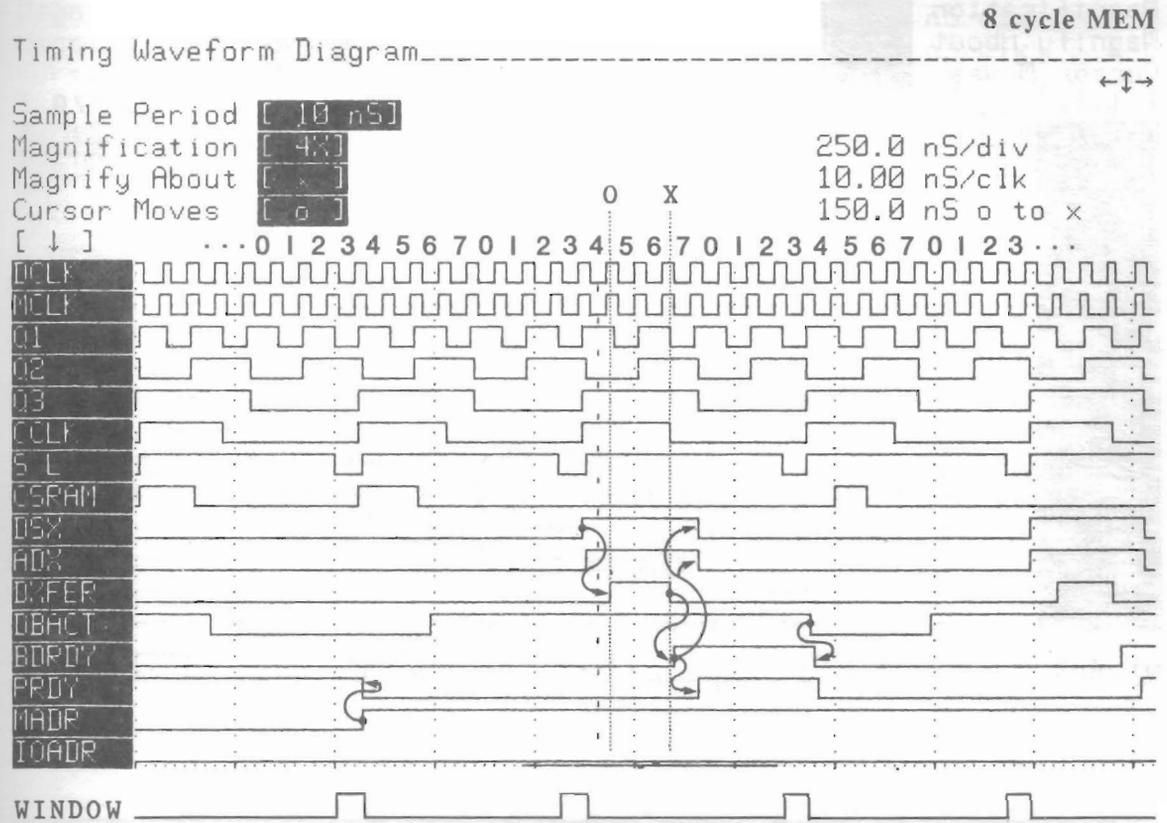 8 cycle MEM
Timing Waveform Diagram
←↕→
Sample Period [ 10 nS]
Magnification [ 4X]
Magnify About [ x ]
Cursor Moves [ o ]
250.0 nS/div
10.00 nS/clk
150.0 nS o to x
O X
[ ↓ ] ...0 1 2 3 4 5 6 7 0 1 2 3 4 5 6 7 0 1 2 3 4 5 6 7 0 1 2 3...
DCLK
MCLK
Q1
Q2
Q3
CCLK
S L
CSRAM
DSX
ADX
DXFER
DBACT
BDRDY
PRDY
MADR
IOADR
WINDOW